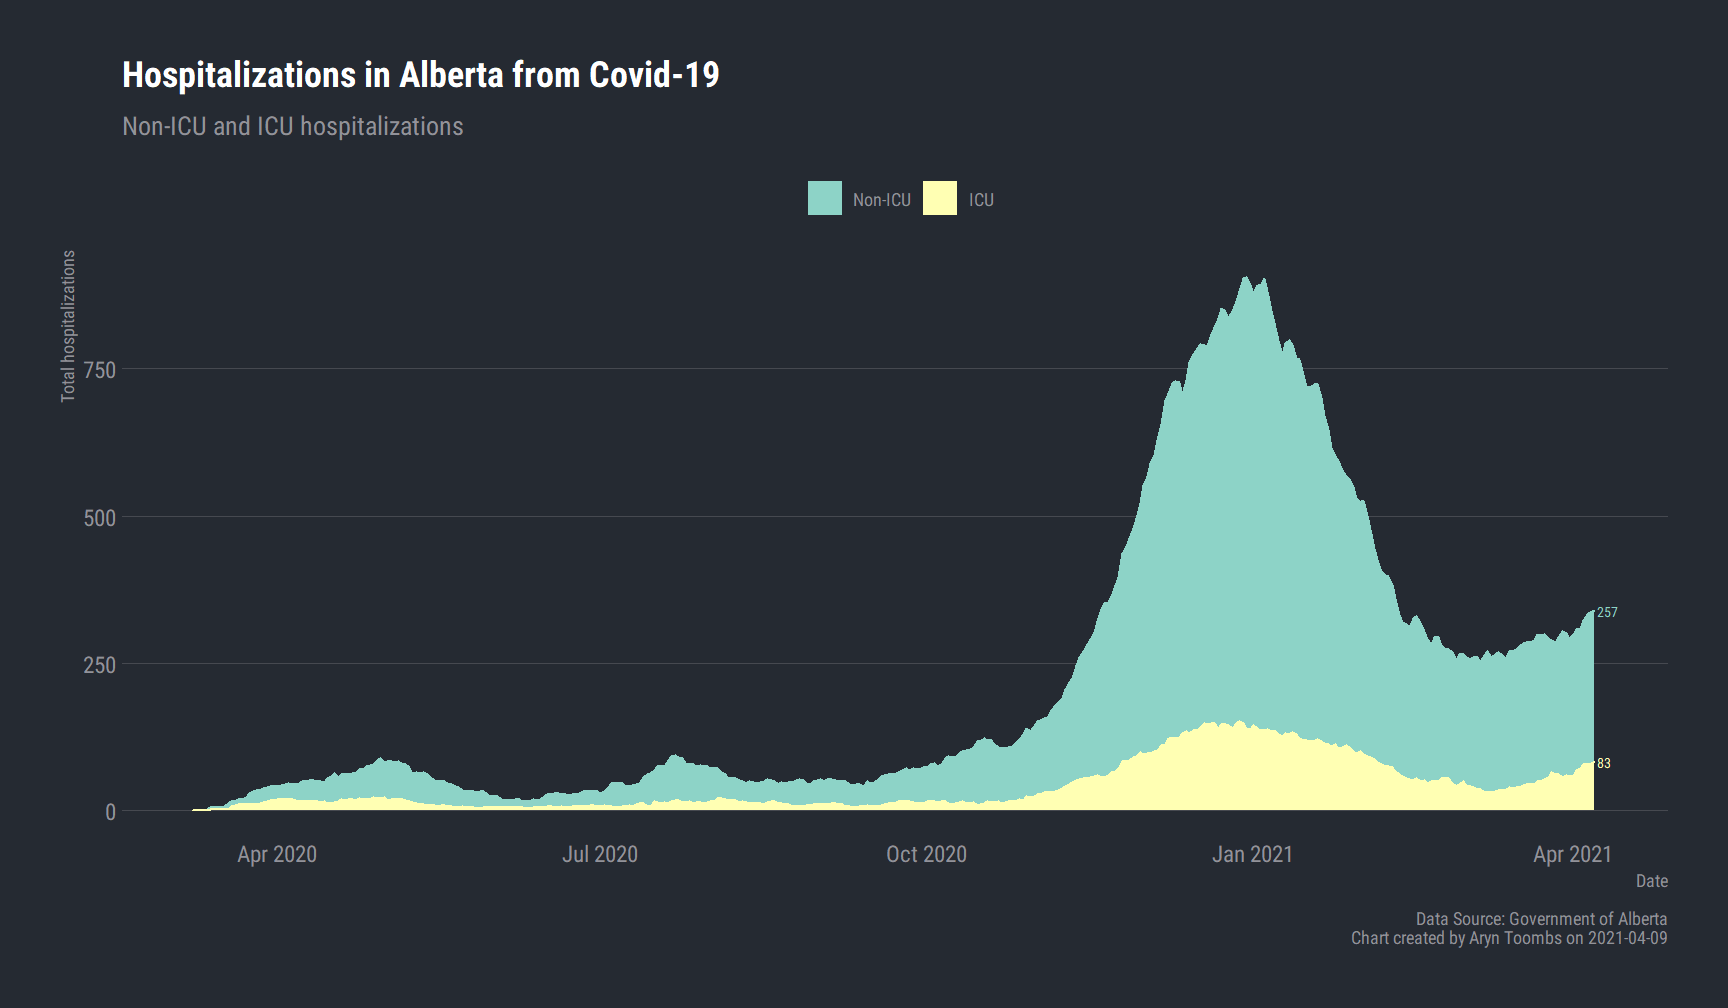 Hospitalizations in Alberta from Covid-19
Non-ICU and ICU hospitalizations
Non-ICU
ICU
Total hospitalizations
750
500
250
0
257
83
Apr 2020
Jul 2020
Oct 2020
Jan 2021
Apr 2021
Date
Data Source: Government of Alberta
Chart created by Aryn Toombs on 2021-04-09